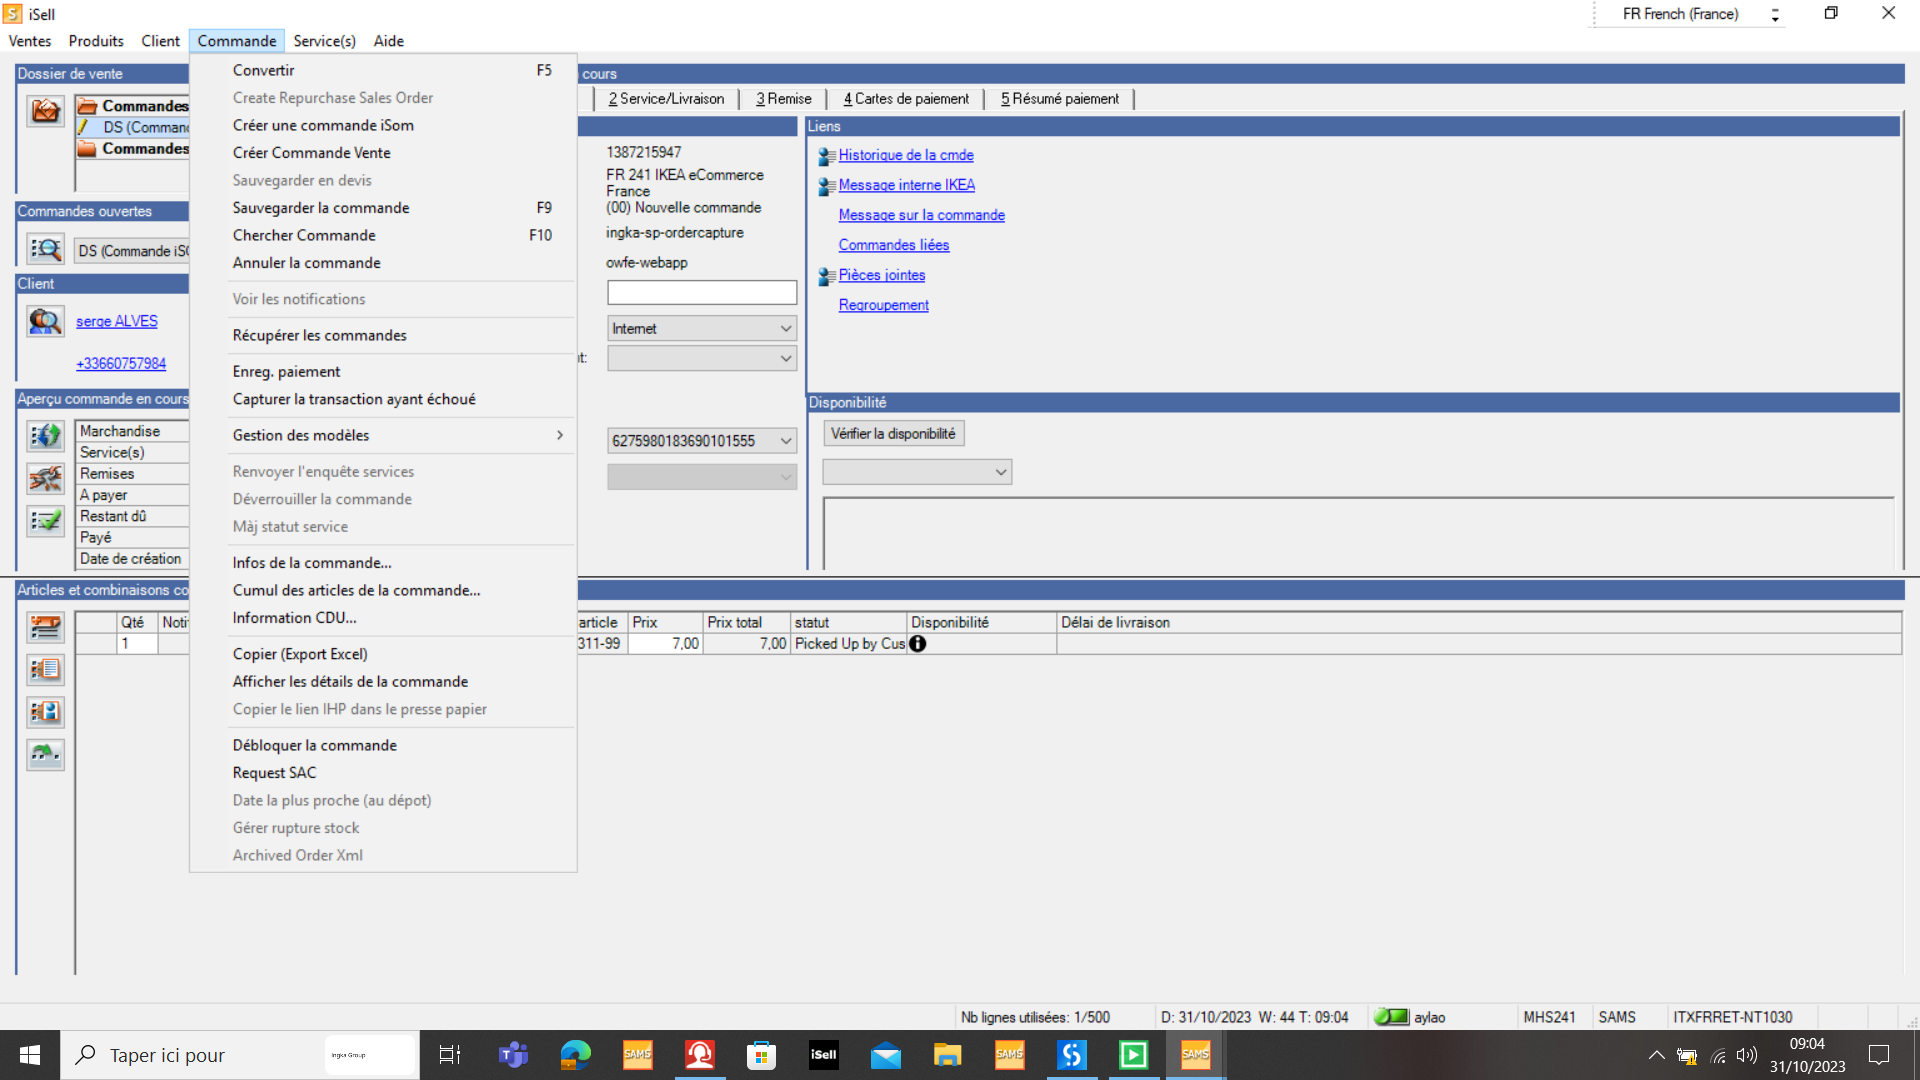 iSell
FR French (France)
Ventes Produits Client Commande Service(s) Aide
Dossier de vente
Commandes
DS (Comman
Commandes
Commandes ouvertes
DS (Commande iS
Client
serge ALVES
+33660757984
Aperçu commande en cours
Marchandise
Service(s)
Remises
A payer
Restant dû
Payé
Date de création
Convertir F5
Create Repurchase Sales Order
Créer une commande iSom
Créer Commande Vente
Sauvegarder en devis
Sauvegarder la commande F9
Chercher Commande F10
Annuler la commande
Voir les notifications
Récupérer les commandes
Enreg. paiement
Capturer la transaction ayant échoué
Gestion des modèles
Renvoyer l'enquête services
Déverrouiller la commande
Màj statut service
Infos de la commande...
Cumul des articles de la commande...
Information CDU...
Copier (Export Excel)
Afficher les détails de la commande
Copier le lien IHP dans le presse papier
Débloquer la commande
Request SAC
Date la plus proche (au dépot)
Gérer rupture stock
Archived Order Xml
cours
2 Service/Livraison 3 Remise 4 Cartes de paiement 5 Résumé paiement
1387215947
FR 241 IKEA eCommerce
France
(00) Nouvelle commande
ingka-sp-ordercapture
owfe-webapp
Internet
t:
6275980183690101555
Liens
Historique de la cmde
Message interne IKEA
Message sur la commande
Commandes liées
Pièces jointes
Regroupement
Disponibilité
Vérifier la disponibilité
Articles et combinaisons co
Qté Noti article Prix Prix total statut Disponibilité Délai de livraison
1 311-99 7,00 7,00 Picked Up by Cus
Nb lignes utilisées: 1/500 D: 31/10/2023 W: 44 T: 09:04 aylao MHS241 SAMS ITXFRRET-NT1030
Taper ici pour
Ingka Group
SAMS
iSell
SAMS
SAMS
09:04
31/10/2023